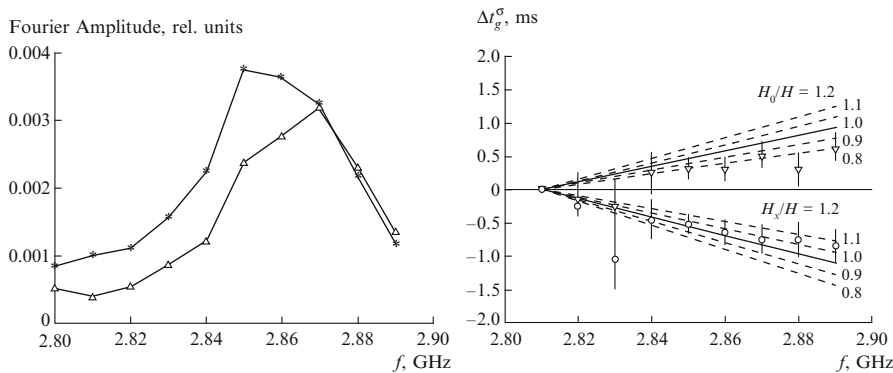 Fourier Amplitude, rel. units
0.004
0.003
0.002
0.001
0
2.80 2.82 2.84 2.86 2.88 2.90
f, GHz
Δt_g^σ, ms
2.0
1.5
1.0
0.5
0
−0.5
−1.0
−1.5
−2.0
H_0/H = 1.2
1.1
1.0
0.9
0.8
H_x/H = 1.2
1.1
1.0
0.9
0.8
2.80 2.82 2.84 2.86 2.88 2.90
f, GHz